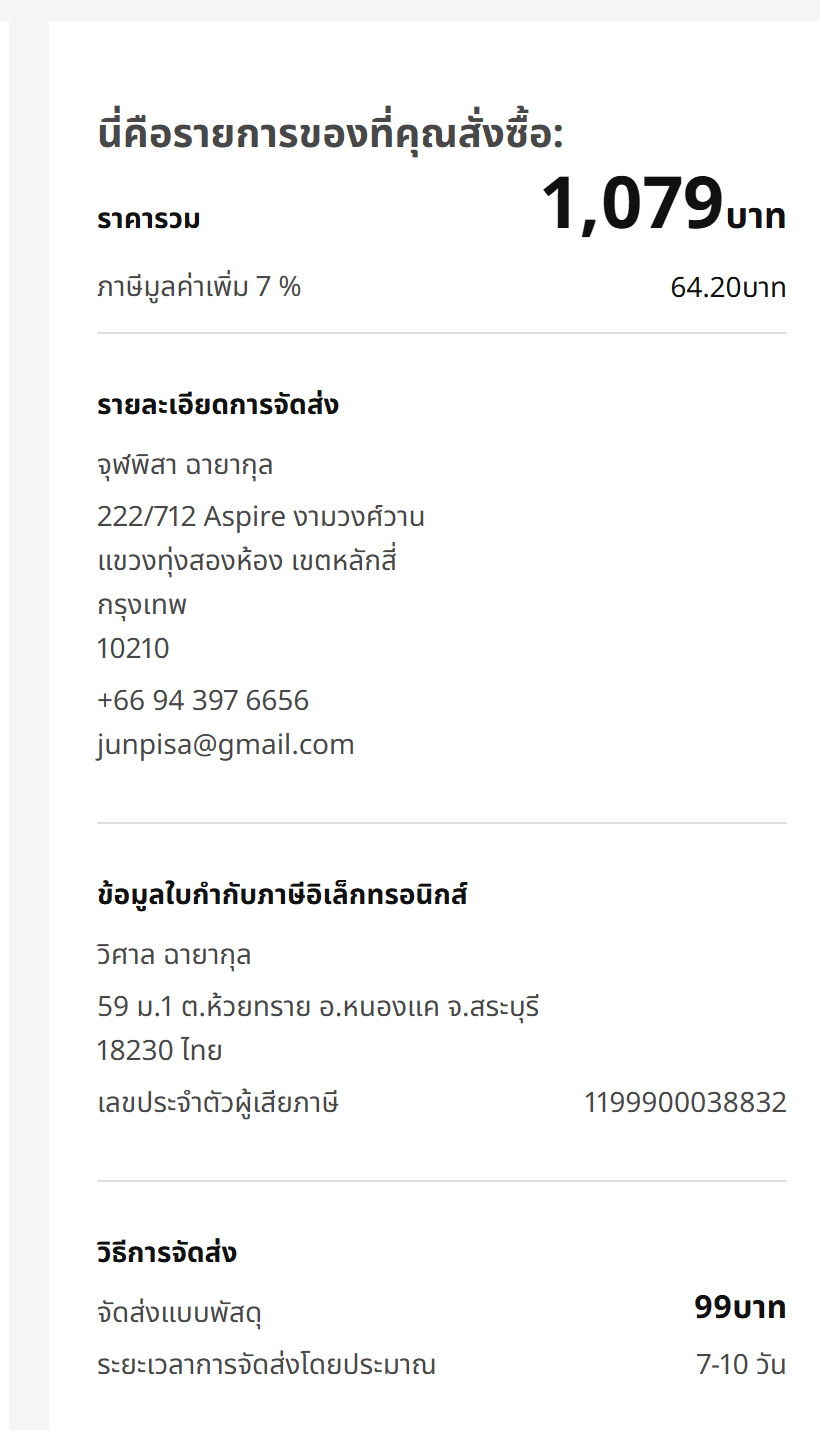 นี่คือรายการของที่คุณสั่งซื้อ:
ราคารวม 1,079บาท
ภาษีมูลค่าเพิ่ม 7 % 64.20บาท
รายละเอียดการจัดส่ง
จุฬพิสา ฉายากุล
222/712 Aspire งามวงศ์วาน
แขวงทุ่งสองห้อง เขตหลักสี่
กรุงเทพ
10210
+66 94 397 6656
junpisa@gmail.com
ข้อมูลใบกำกับภาษีอิเล็กทรอนิกส์
วิศาล ฉายากุล
59 ม.1 ต.ห้วยทราย อ.หนองแค จ.สระบุรี
18230 ไทย
เลขประจำตัวผู้เสียภาษี 1199900038832
วิธีการจัดส่ง
จัดส่งแบบพัสดุ 99บาท
ระยะเวลาการจัดส่งโดยประมาณ 7-10 วัน